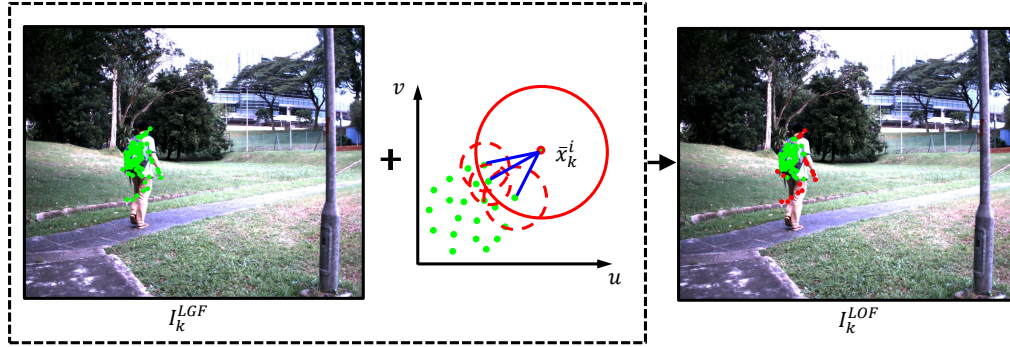 v
+
x̄_k^i
u
I_k^{LGF}
I_k^{LOF}